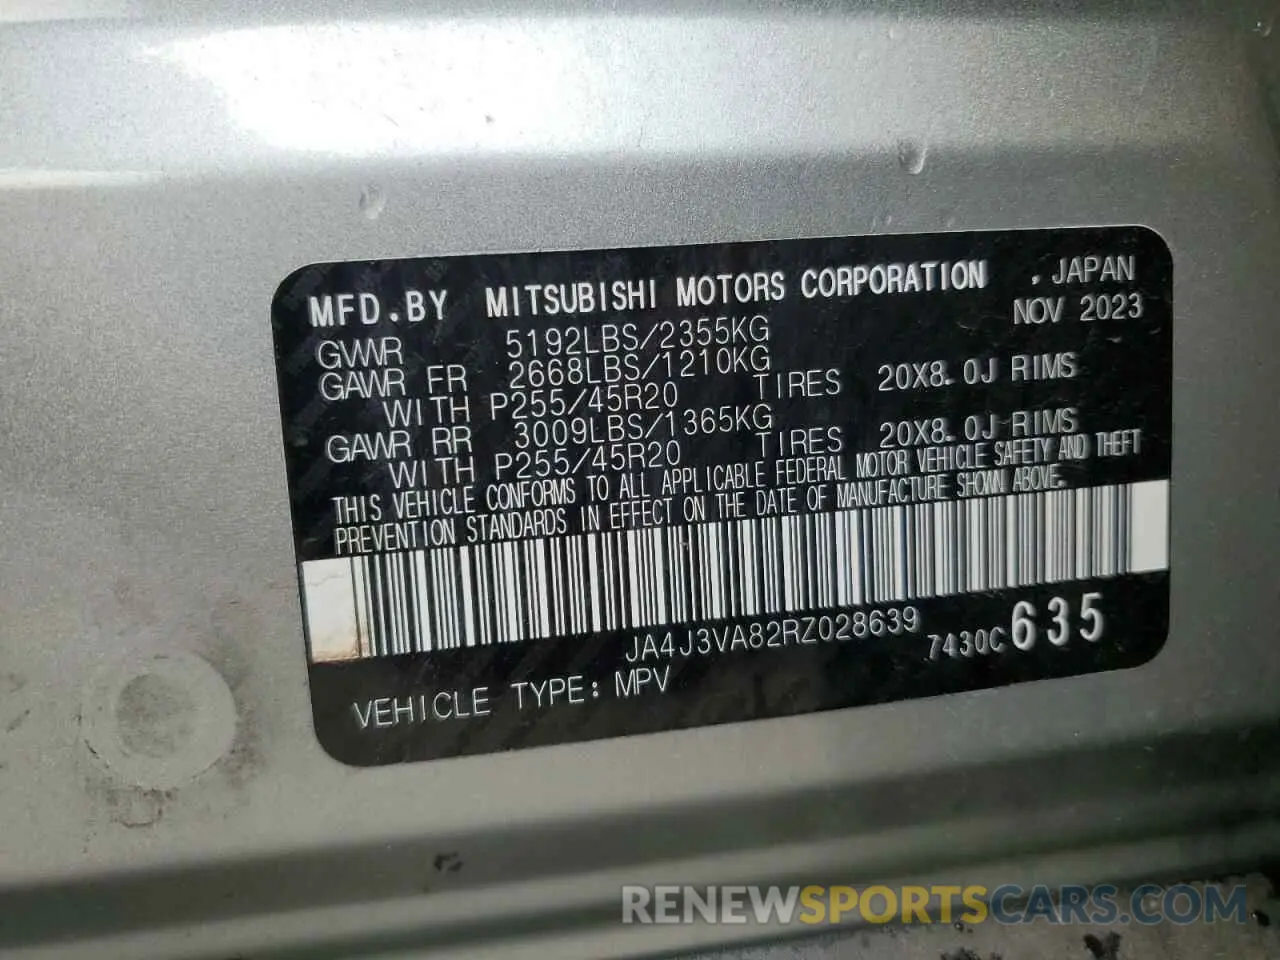 MFD.BY MITSUBISHI MOTORS CORPORATION . JAPAN
NOV 2023
GVWR 5192LBS/2355KG
GAWR FR 2668LBS/1210KG
WITH P255/45R20 TIRES 20X8.0J RIMS
GAWR RR 3009LBS/1365KG
WITH P255/45R20 TIRES 20X8.0J RIMS
THIS VEHICLE CONFORMS TO ALL APPLICABLE FEDERAL MOTOR VEHICLE SAFETY AND THEFT
PREVENTION STANDARDS IN EFFECT ON THE DATE OF MANUFACTURE SHOWN ABOVE.
JA4J3VA82RZ028639 7430C635
VEHICLE TYPE: MPV
RENEWSPORTSCARS.COM